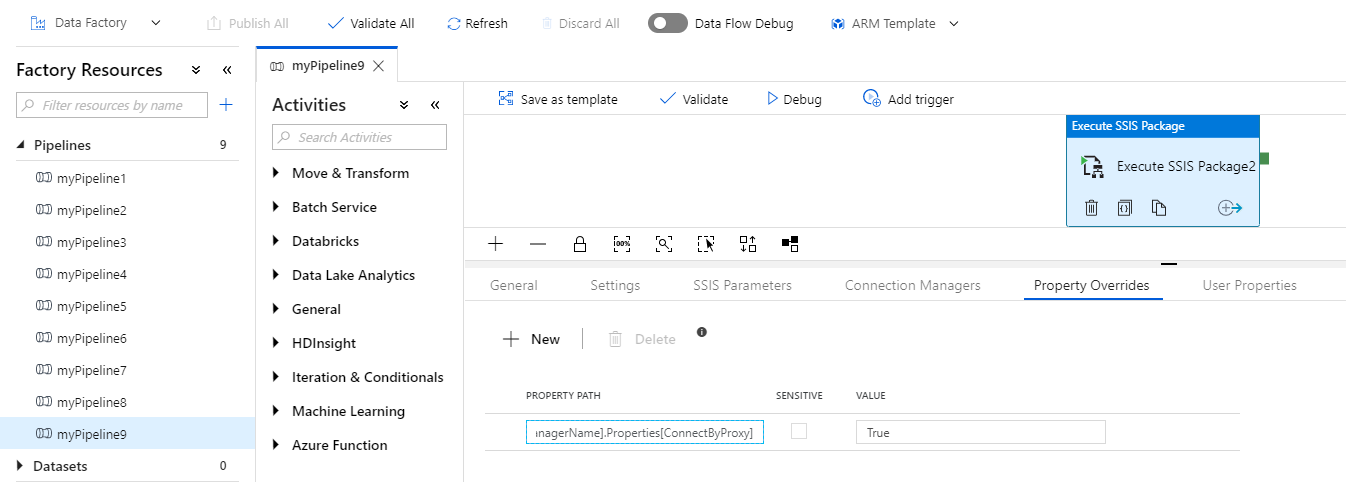 Data Factory
Publish All
Validate All
Refresh
Discard All
Data Flow Debug
ARM Template
Factory Resources
Filter resources by name
Pipelines 9
myPipeline1
myPipeline2
myPipeline3
myPipeline4
myPipeline5
myPipeline6
myPipeline7
myPipeline8
myPipeline9
Datasets 0
myPipeline9
Activities
Search Activities
Move & Transform
Batch Service
Databricks
Data Lake Analytics
General
HDInsight
Iteration & Conditionals
Machine Learning
Azure Function
Save as template
Validate
Debug
Add trigger
Execute SSIS Package
Execute SSIS Package2
100%
General
Settings
SSIS Parameters
Connection Managers
Property Overrides
User Properties
New
Delete
PROPERTY PATH
SENSITIVE
VALUE
anagerName].Properties[ConnectByProxy]
True